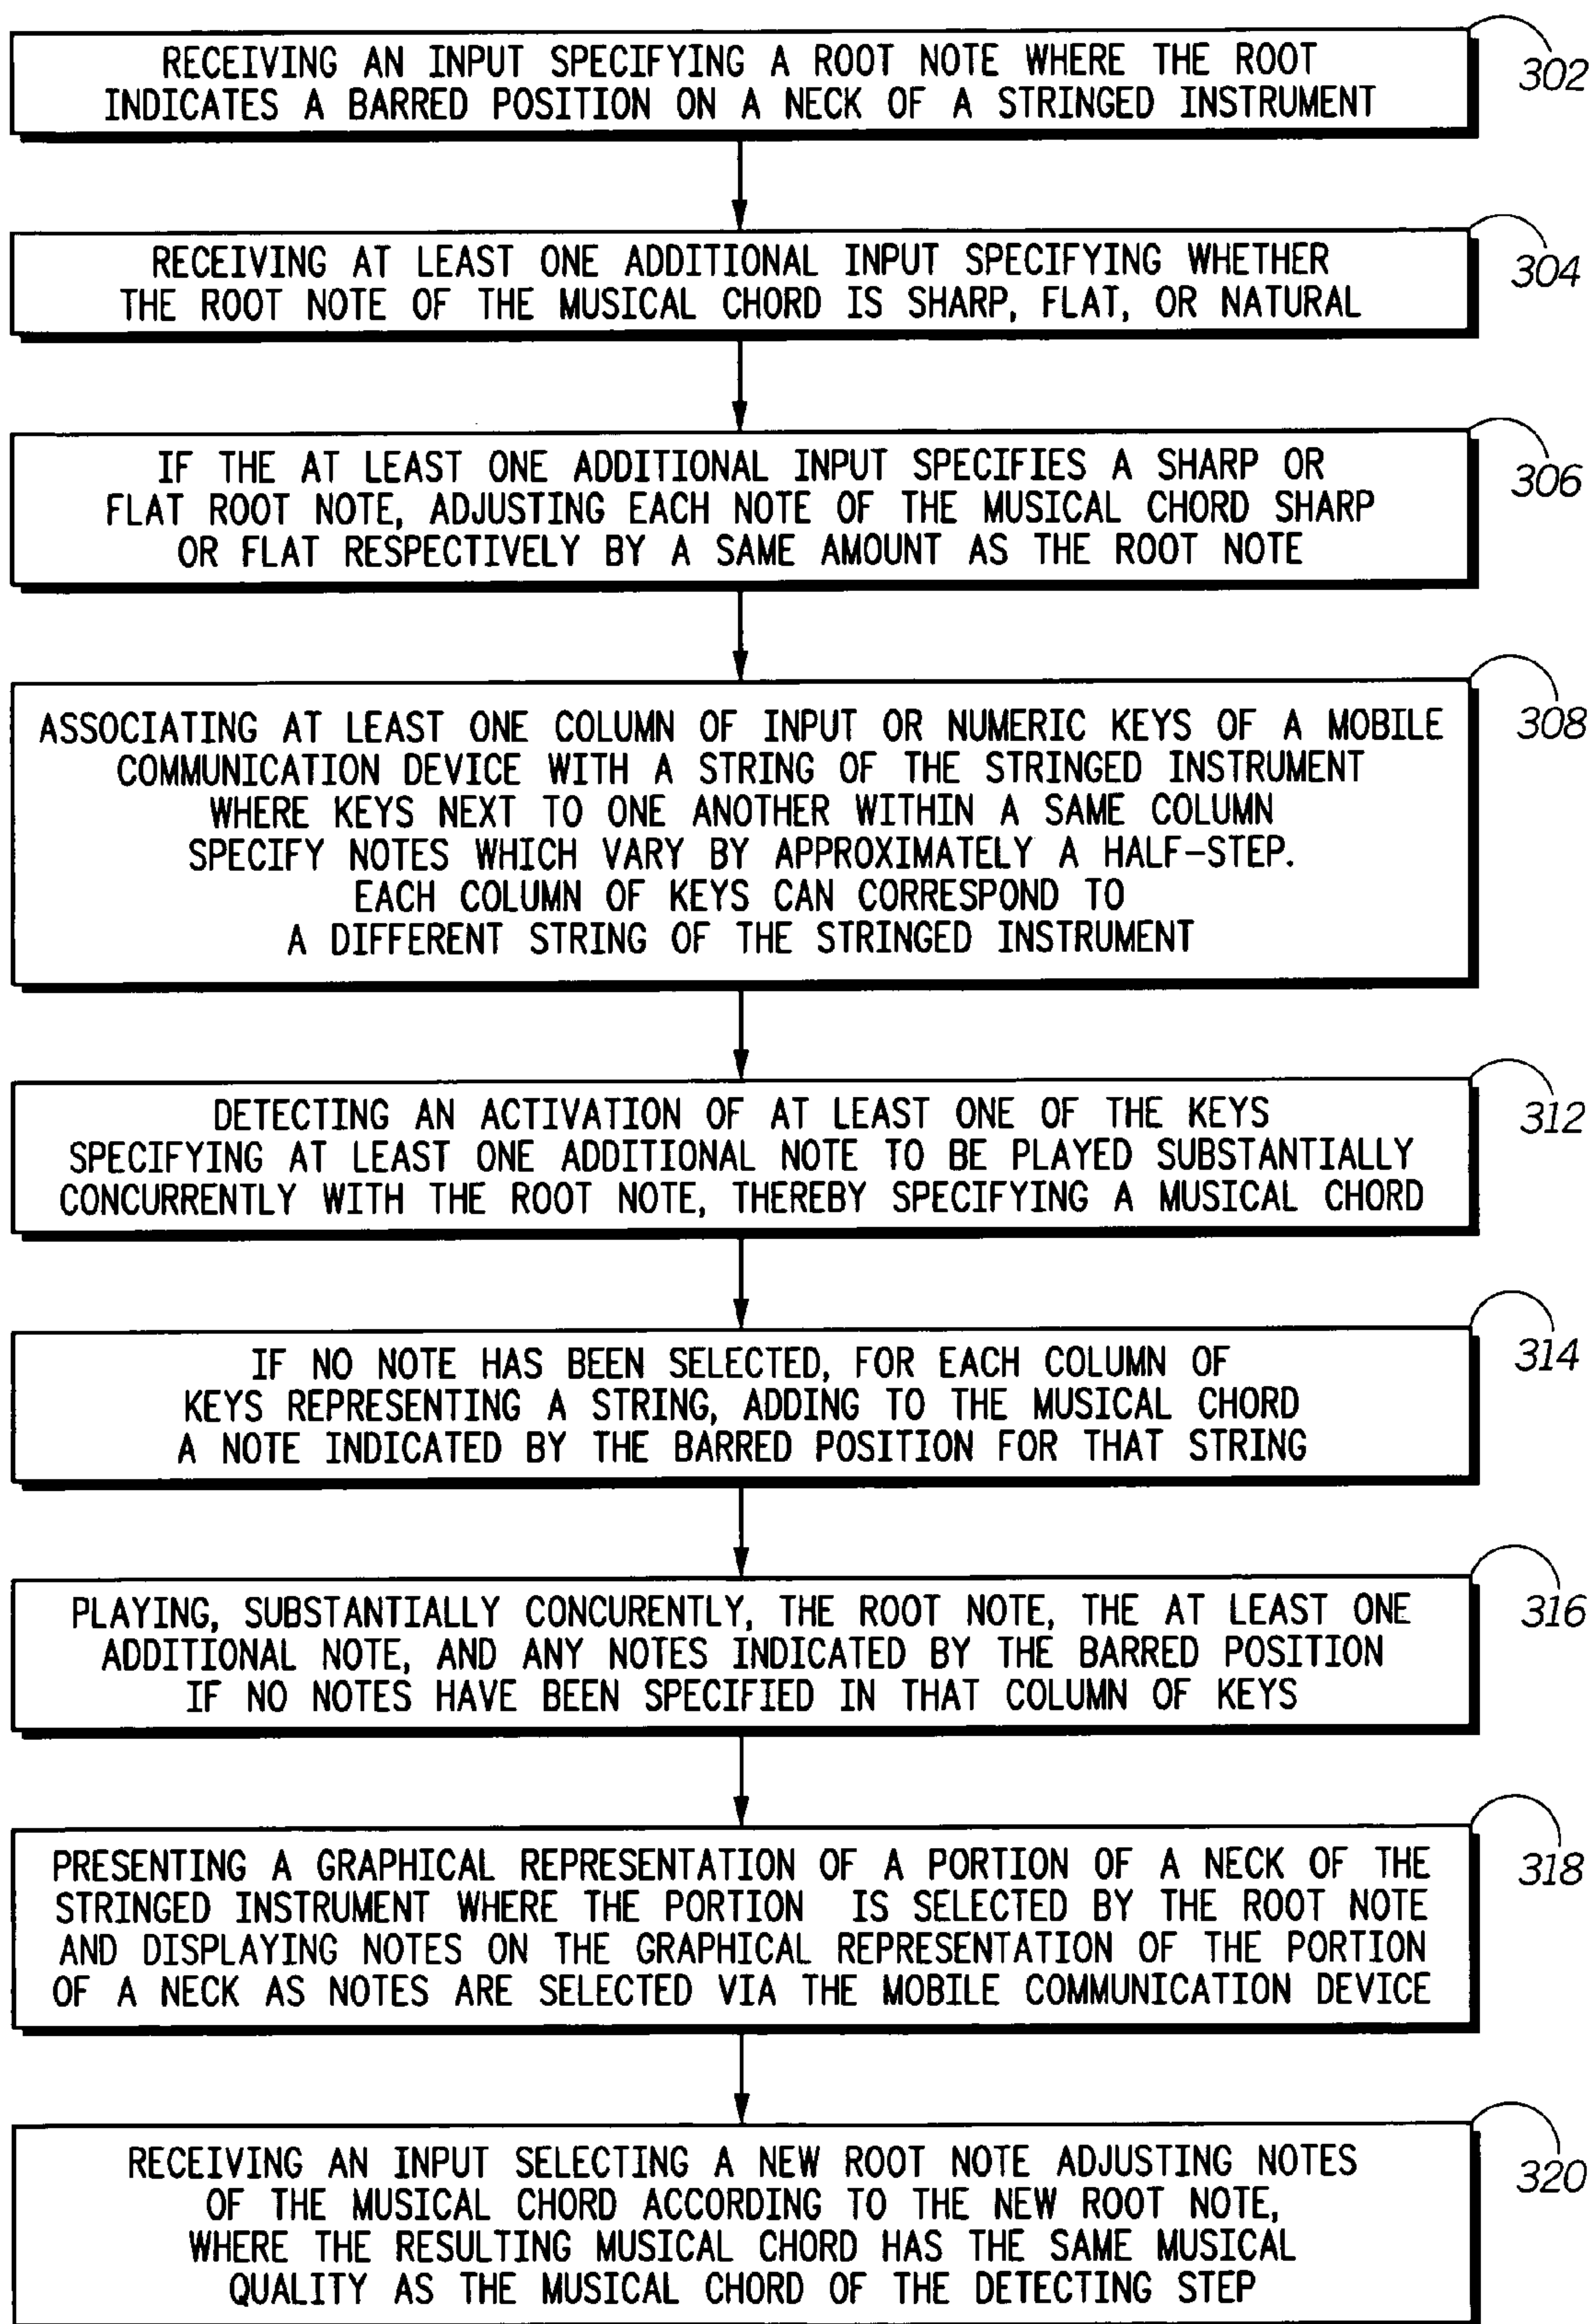 RECEIVING AN INPUT SPECIFYING A ROOT NOTE WHERE THE ROOT
INDICATES A BARRED POSITION ON A NECK OF A STRINGED INSTRUMENT
302
RECEIVING AT LEAST ONE ADDITIONAL INPUT SPECIFYING WHETHER
THE ROOT NOTE OF THE MUSICAL CHORD IS SHARP, FLAT, OR NATURAL
304
IF THE AT LEAST ONE ADDITIONAL INPUT SPECIFIES A SHARP OR
FLAT ROOT NOTE, ADJUSTING EACH NOTE OF THE MUSICAL CHORD SHARP
OR FLAT RESPECTIVELY BY A SAME AMOUNT AS THE ROOT NOTE
306
ASSOCIATING AT LEAST ONE COLUMN OF INPUT OR NUMERIC KEYS OF A MOBILE
COMMUNICATION DEVICE WITH A STRING OF THE STRINGED INSTRUMENT
WHERE KEYS NEXT TO ONE ANOTHER WITHIN A SAME COLUMN
SPECIFY NOTES WHICH VARY BY APPROXIMATELY A HALF-STEP.
EACH COLUMN OF KEYS CAN CORRESPOND TO
A DIFFERENT STRING OF THE STRINGED INSTRUMENT
308
DETECTING AN ACTIVATION OF AT LEAST ONE OF THE KEYS
SPECIFYING AT LEAST ONE ADDITIONAL NOTE TO BE PLAYED SUBSTANTIALLY
CONCURRENTLY WITH THE ROOT NOTE, THEREBY SPECIFYING A MUSICAL CHORD
312
IF NO NOTE HAS BEEN SELECTED, FOR EACH COLUMN OF
KEYS REPRESENTING A STRING, ADDING TO THE MUSICAL CHORD
A NOTE INDICATED BY THE BARRED POSITION FOR THAT STRING
314
PLAYING, SUBSTANTIALLY CONCURENTLY, THE ROOT NOTE, THE AT LEAST ONE
ADDITIONAL NOTE, AND ANY NOTES INDICATED BY THE BARRED POSITION
IF NO NOTES HAVE BEEN SPECIFIED IN THAT COLUMN OF KEYS
316
PRESENTING A GRAPHICAL REPRESENTATION OF A PORTION OF A NECK OF THE
STRINGED INSTRUMENT WHERE THE PORTION IS SELECTED BY THE ROOT NOTE
AND DISPLAYING NOTES ON THE GRAPHICAL REPRESENTATION OF THE PORTION
OF A NECK AS NOTES ARE SELECTED VIA THE MOBILE COMMUNICATION DEVICE
318
RECEIVING AN INPUT SELECTING A NEW ROOT NOTE ADJUSTING NOTES
OF THE MUSICAL CHORD ACCORDING TO THE NEW ROOT NOTE,
WHERE THE RESULTING MUSICAL CHORD HAS THE SAME MUSICAL
QUALITY AS THE MUSICAL CHORD OF THE DETECTING STEP
320